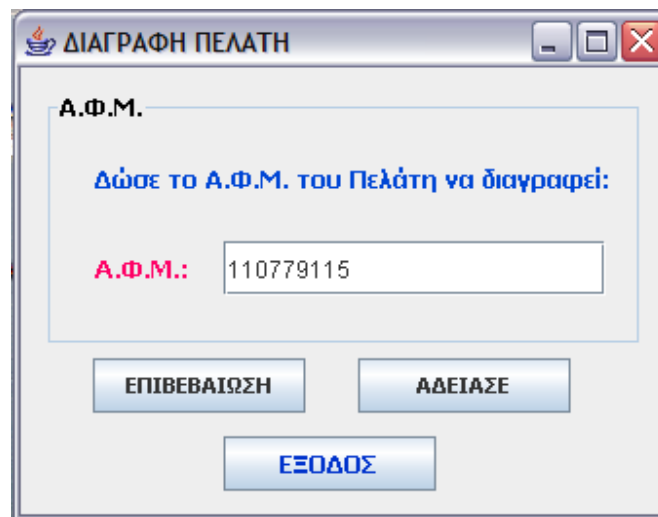 ΔΙΑΓΡΑΦΗ ΠΕΛΑΤΗ
Α.Φ.Μ.
Δώσε το Α.Φ.Μ. του Πελάτη να διαγραφεί:
Α.Φ.Μ.: 110779115
ΕΠΙΒΕΒΑΙΩΣΗ ΑΔΕΙΑΣΕ
ΕΞΟΔΟΣ